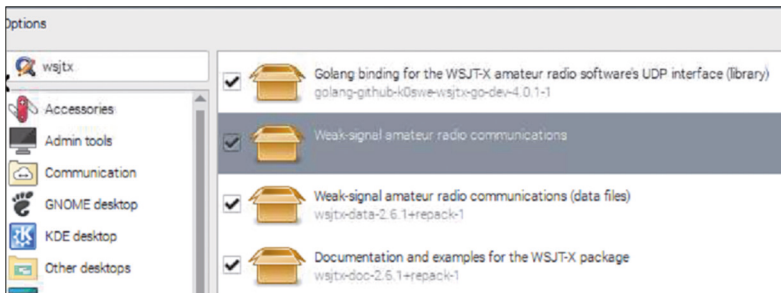 Options
wsjtx
Accessories
Admin tools
Communication
GNOME desktop
KDE desktop
Other desktops
Golang binding for the WSJT-X amateur radio software's UDP interface (library)
golang-github-k0swe-wsjtx-go-dev-4.0.1-1
Weak-signal amateur radio communications
Weak-signal amateur radio communications (data files)
wsjtx-data-2.6.1+repack-1
Documentation and examples for the WSJT-X package
wsjtx-doc-2.6.1+repack-1